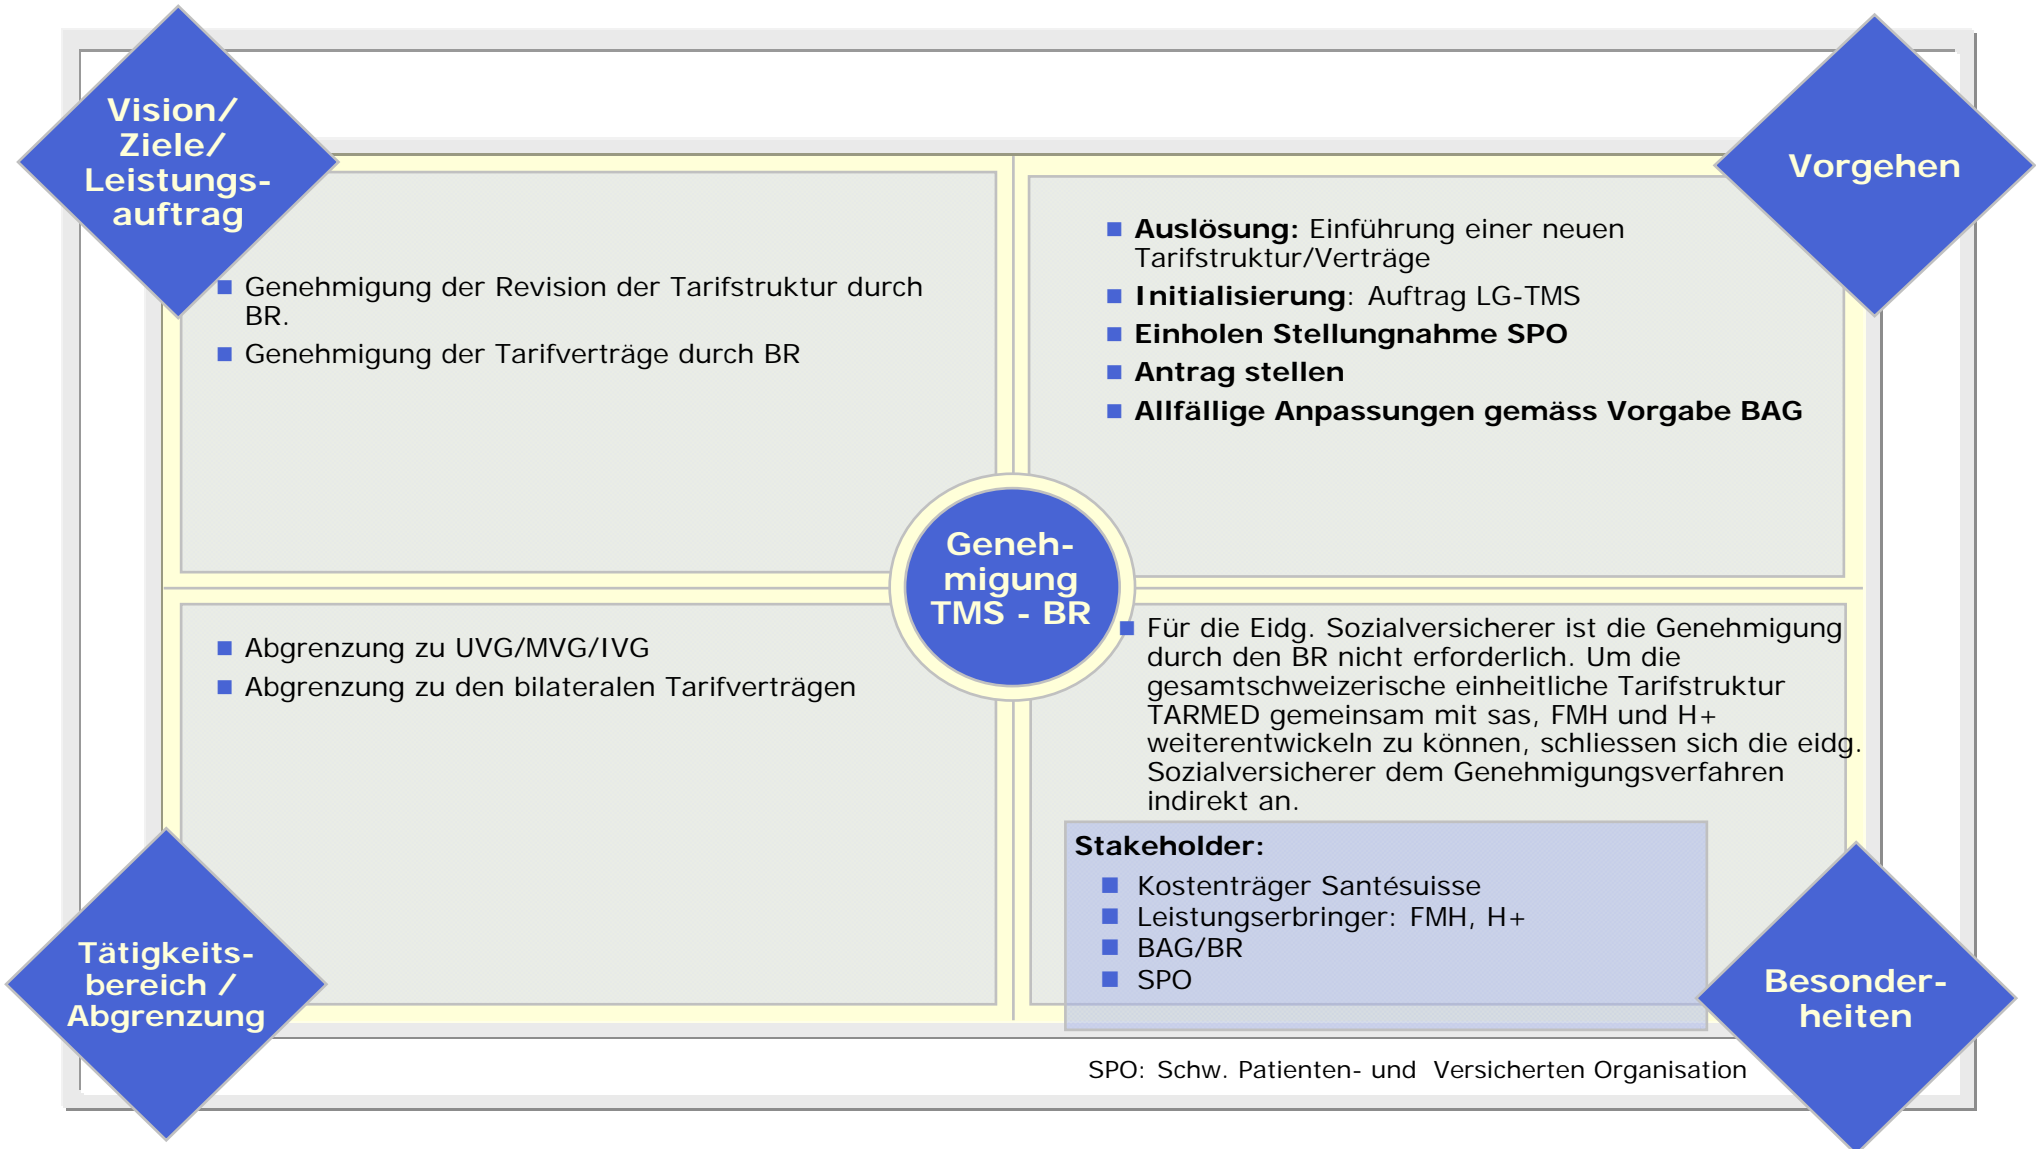 Vision/
Ziele/
Leistungs-
auftrag
Genehmigung der Revision der Tarifstruktur durch
BR.
Genehmigung der Tarifverträge durch BR
Vorgehen
Auslösung: Einführung einer neuen
Tarifstruktur/Verträge
Initialisierung: Auftrag LG-TMS
Einholen Stellungnahme SPO
Antrag stellen
Allfällige Anpassungen gemäss Vorgabe BAG
Geneh-
migung
TMS - BR
Tätigkeits-
bereich /
Abgrenzung
Abgrenzung zu UVG/MVG/IVG
Abgrenzung zu den bilateralen Tarifverträgen
Für die Eidg. Sozialversicherer ist die Genehmigung
durch den BR nicht erforderlich. Um die
gesamtschweizerische einheitliche Tarifstruktur
TARMED gemeinsam mit sas, FMH und H+
weiterentwickeln zu können, schliessen sich die eidg.
Sozialversicherer dem Genehmigungsverfahren
indirekt an.
Stakeholder:
Kostenträger Santésuisse
Leistungserbringer: FMH, H+
BAG/BR
SPO
Besonder-
heiten
SPO: Schw. Patienten- und  Versicherten Organisation